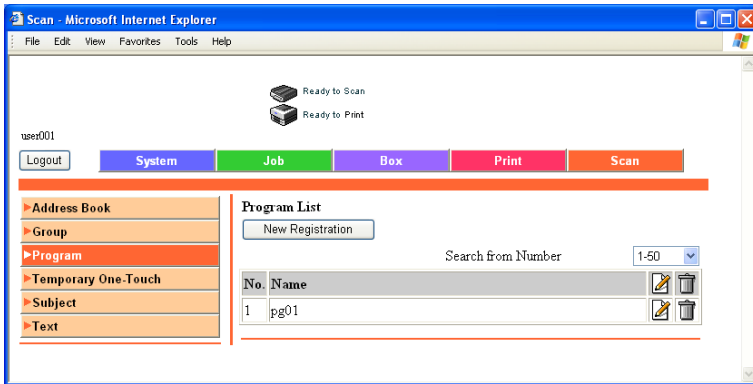 Scan - Microsoft Internet Explorer
File Edit View Favorites Tools Help
Ready to Scan
Ready to Print
user001
Logout System Job Box Print Scan
Address Book
Group
Program
Temporary One-Touch
Subject
Text
Program List
New Registration
Search from Number 1-50
No. Name
1 pg01